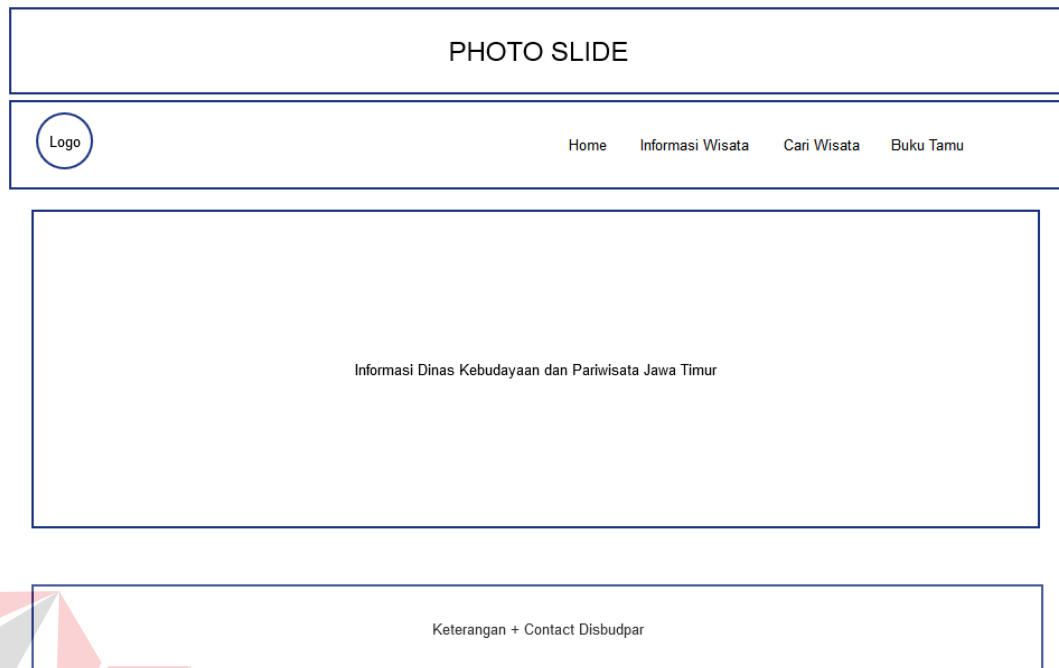 PHOTO SLIDE
Logo
Home Informasi Wisata Cari Wisata Buku Tamu
Informasi Dinas Kebudayaan dan Pariwisata Jawa Timur
Keterangan + Contact Disbudpar